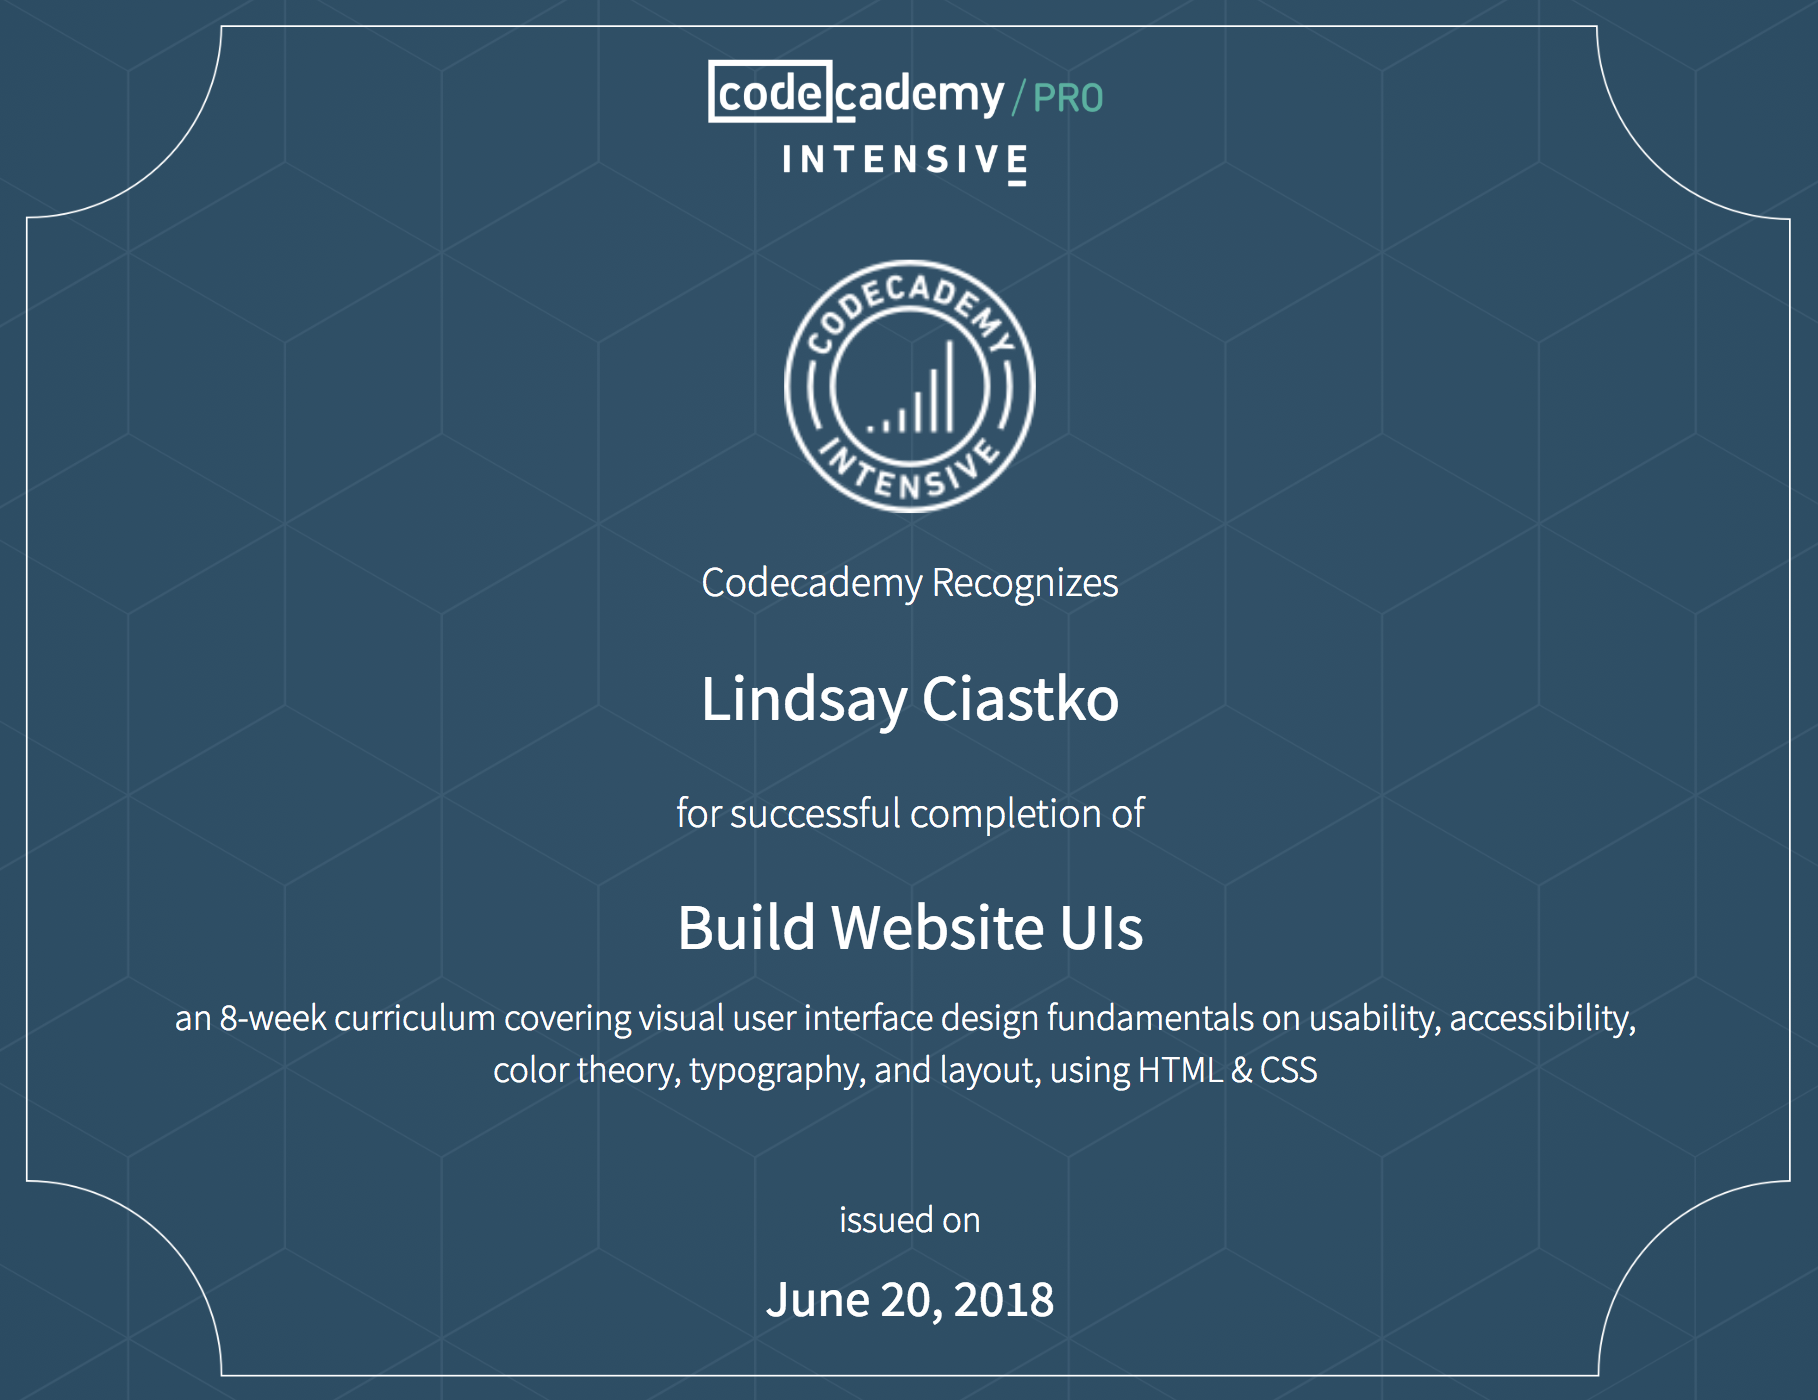 codecademy/PRO
INTENSIVE
CODECADEMY
INTENSIVE
Codecademy Recognizes
Lindsay Ciastko
for successful completion of
Build Website UIs
an 8-week curriculum covering visual user interface design fundamentals on usability, accessibility,
color theory, typography, and layout, using HTML & CSS
issued on
June 20, 2018